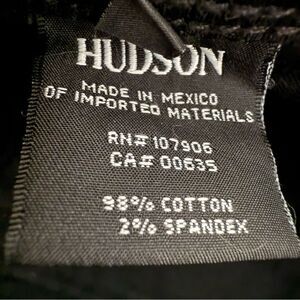 HUDSON
MADE IN MEXICO
OF IMPORTED MATERIALS
RN#107906
CA#00635
98% COTTON
2% SPANDEX